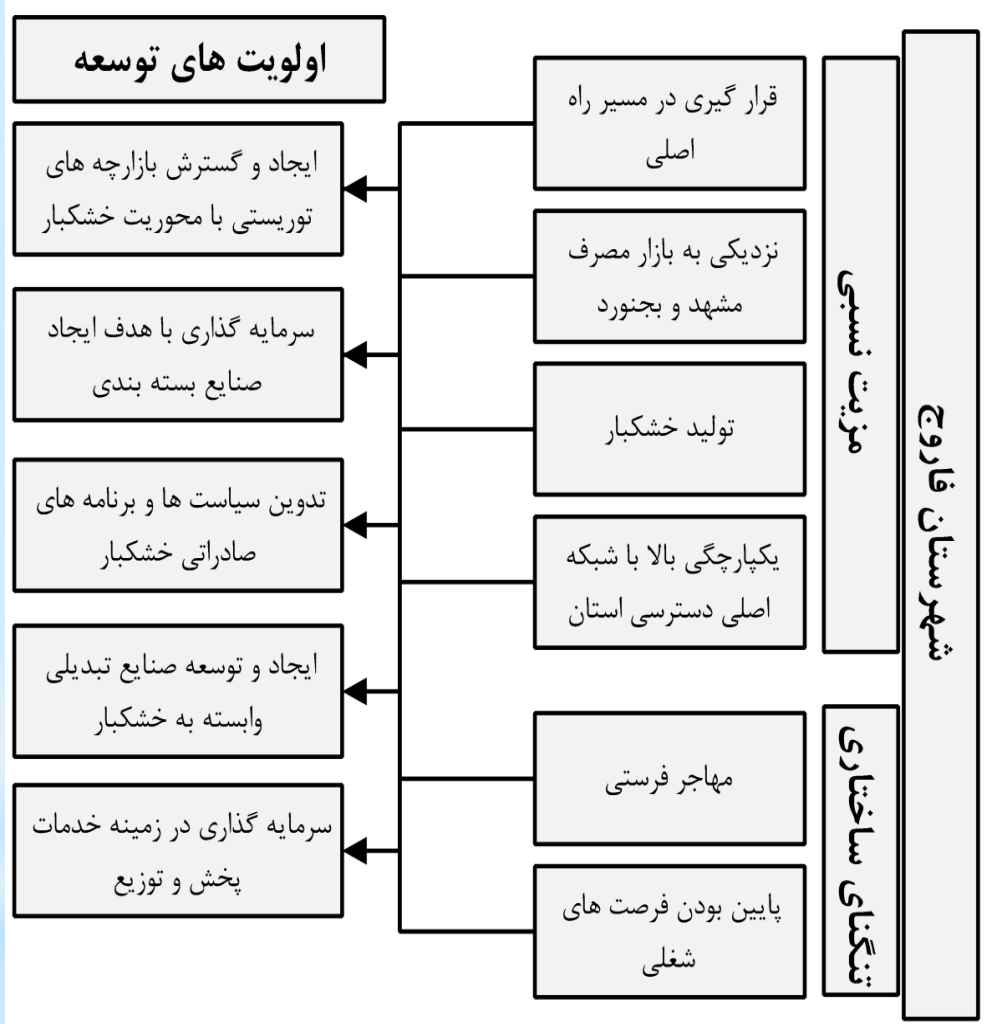 شهرستان فاروج
مزیت نسبی
قرار گیری در مسیر راه
اصلی
نزدیکی به بازار مصرف
مشهد و بجنورد
تولید خشکبار
یکپارچگی بالا با شبکه
اصلی دسترسی استان
تنگنای ساختاری
مهاجر فرستی
پایین بودن فرصت های
شغلی
اولویت های توسعه
ایجاد و گسترش بازارچه های
توریستی با محوریت خشکبار
سرمایه گذاری با هدف ایجاد
صنایع بسته بندی
تدوین سیاست ها و برنامه های
صادراتی خشکبار
ایجاد و توسعه صنایع تبدیلی
وابسته به خشکبار
سرمایه گذاری در زمینه خدمات
پخش و توزیع